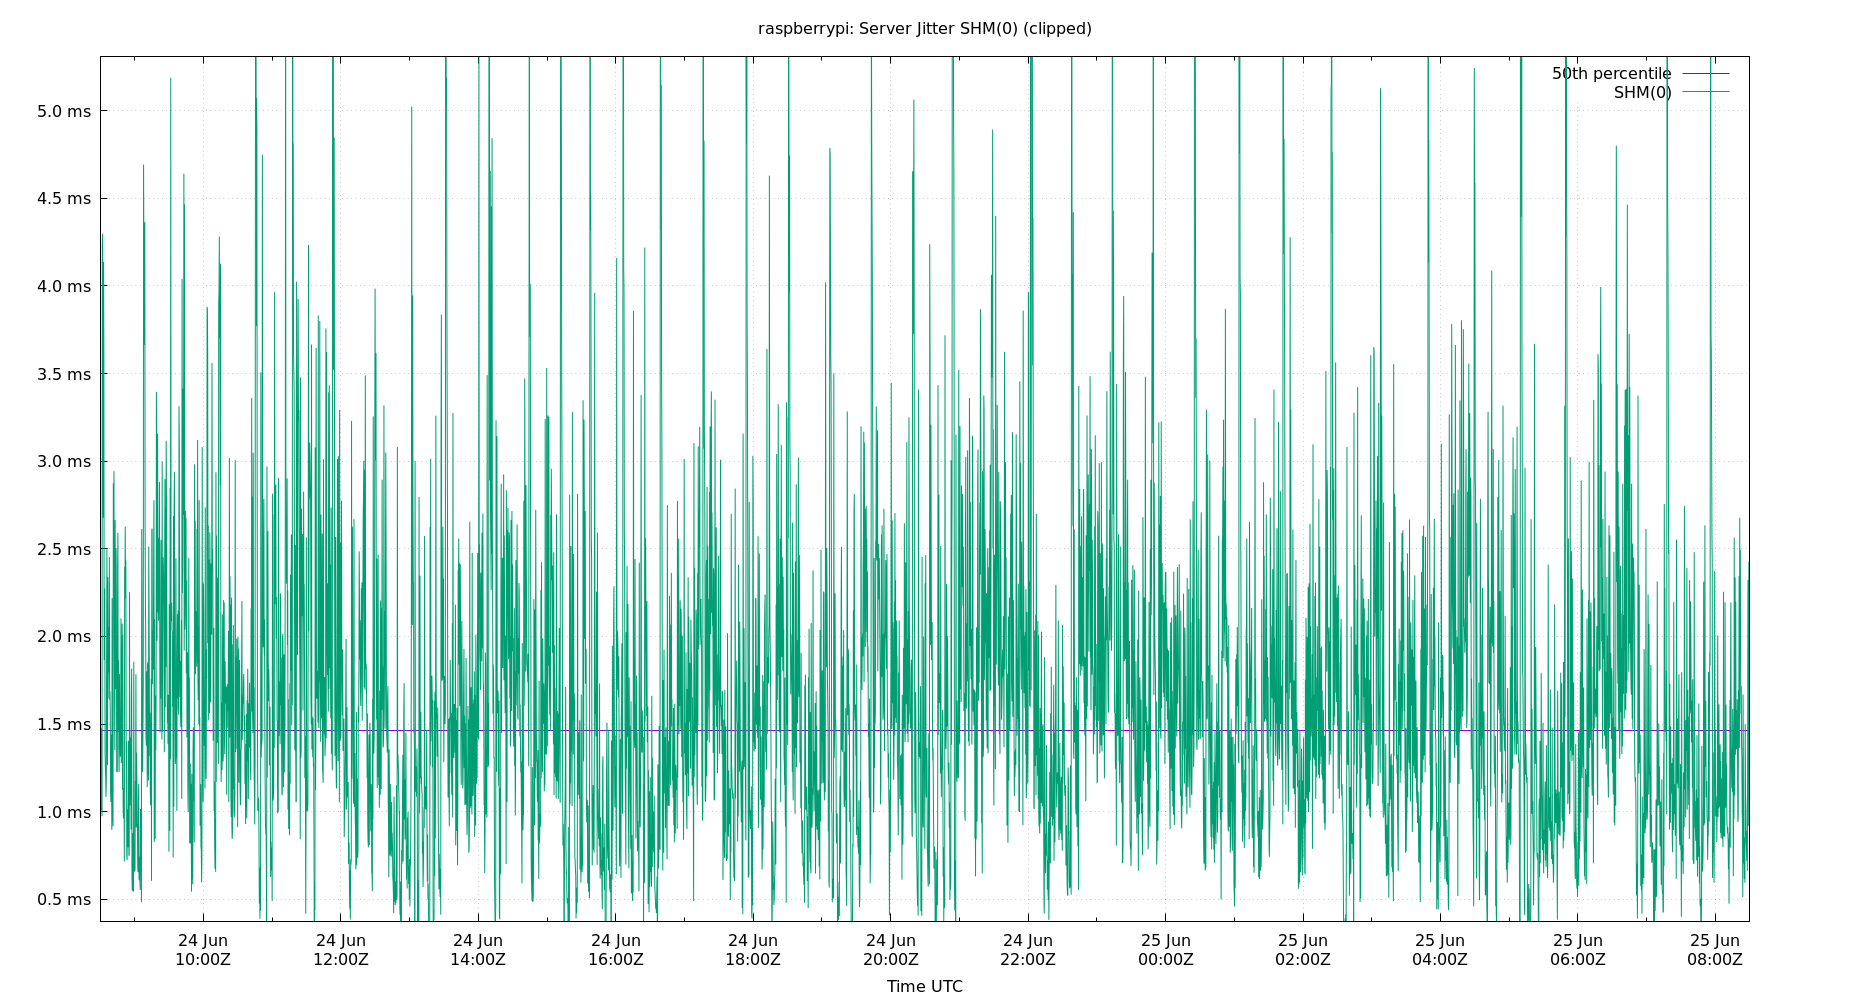 raspberrypi: Server Jitter SHM(0) (clipped)
50th percentile
SHM(0)
5.0 ms
4.5 ms
4.0 ms
3.5 ms
3.0 ms
2.5 ms
2.0 ms
1.5 ms
1.0 ms
0.5 ms
24 Jun 24 Jun 24 Jun 24 Jun 24 Jun 24 Jun 24 Jun 25 Jun 25 Jun 25 Jun 25 Jun 25 Jun
10:00Z 12:00Z 14:00Z 16:00Z 18:00Z 20:00Z 22:00Z 00:00Z 02:00Z 04:00Z 06:00Z 08:00Z
Time UTC